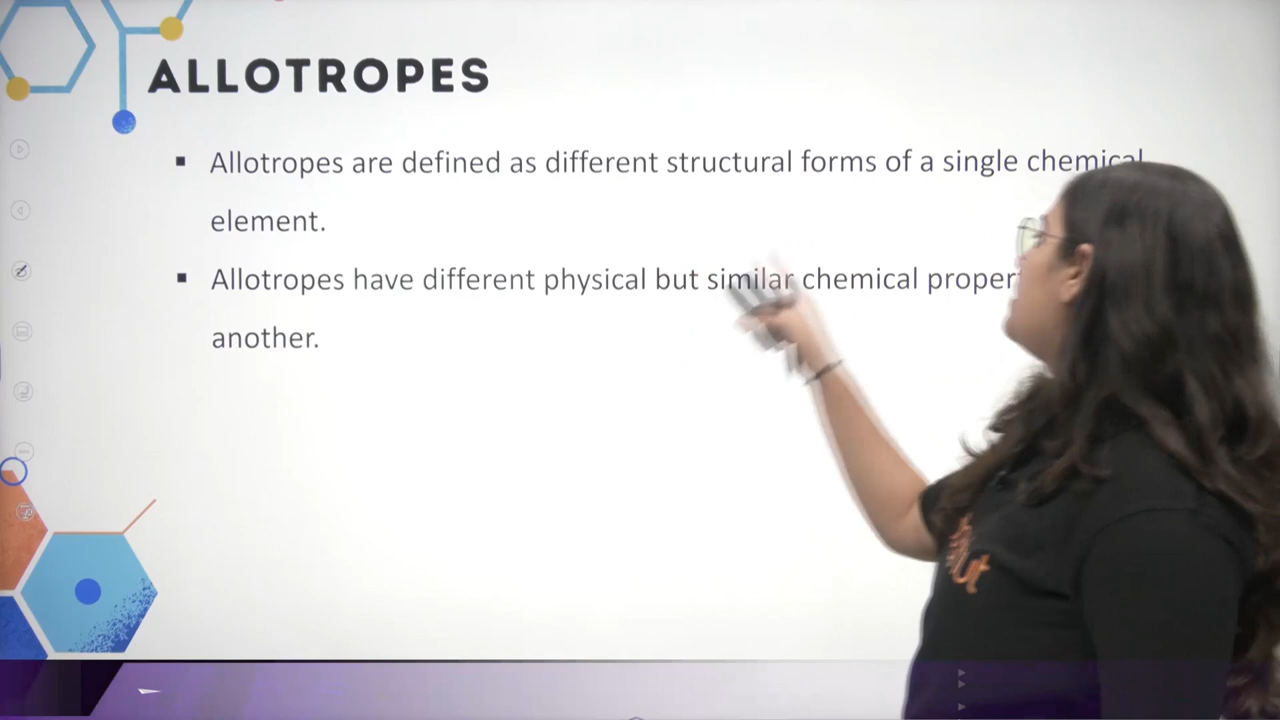 ALLOTROPES
▪ Allotropes are defined as different structural forms of a single chemical
element.
▪ Allotropes have different physical but similar chemical
another.